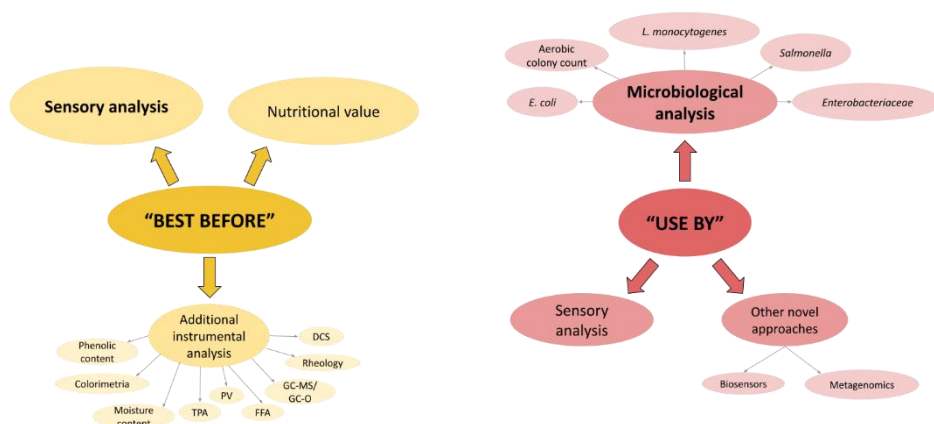 Sensory analysis
Nutritional value
“BEST BEFORE”
Additional
instrumental
analysis
Phenolic
content
Colorimetria
Moisture
content
TPA
PV
FFA
GC-MS/
GC-O
Rheology
DCS
L. monocytogenes
Aerobic
colony count
Salmonella
E. coli
Microbiological
analysis
Enterobacteriaceae
“USE BY”
Sensory
analysis
Other novel
approaches
Biosensors
Metagenomics